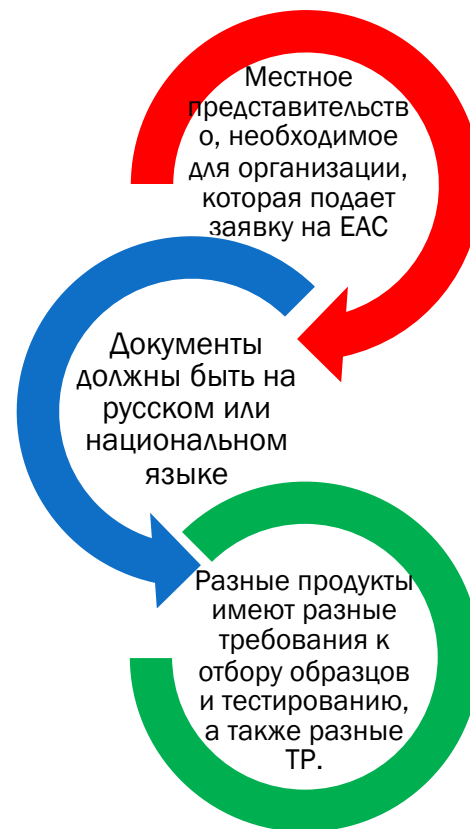 Местное
представительств
о, необходимое
для организации,
которая подает
заявку на ЕАС
Документы
должны быть на
русском или
национальном
языке
Разные продукты
имеют разные
требования к
отбору образцов
и тестированию,
а также разные
ТР.